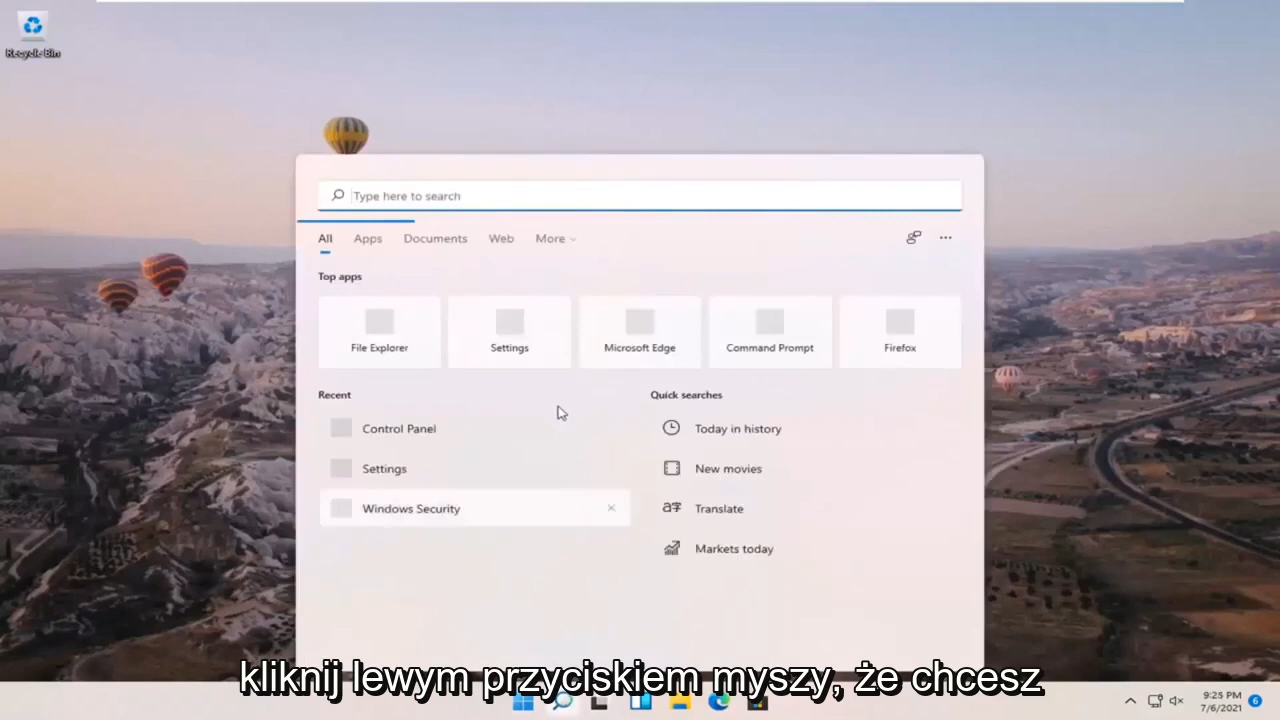 Recycle Bin
Type here to search
All Apps Documents Web More
Top apps
File Explorer Settings Microsoft Edge Command Prompt Firefox
Recent
Control Panel
Settings
Windows Security
Quick searches
Today in history
New movies
Translate
Markets today
kliknij lewym przyciskiem myszy, że chcesz
9:25 PM
7/6/2021
6